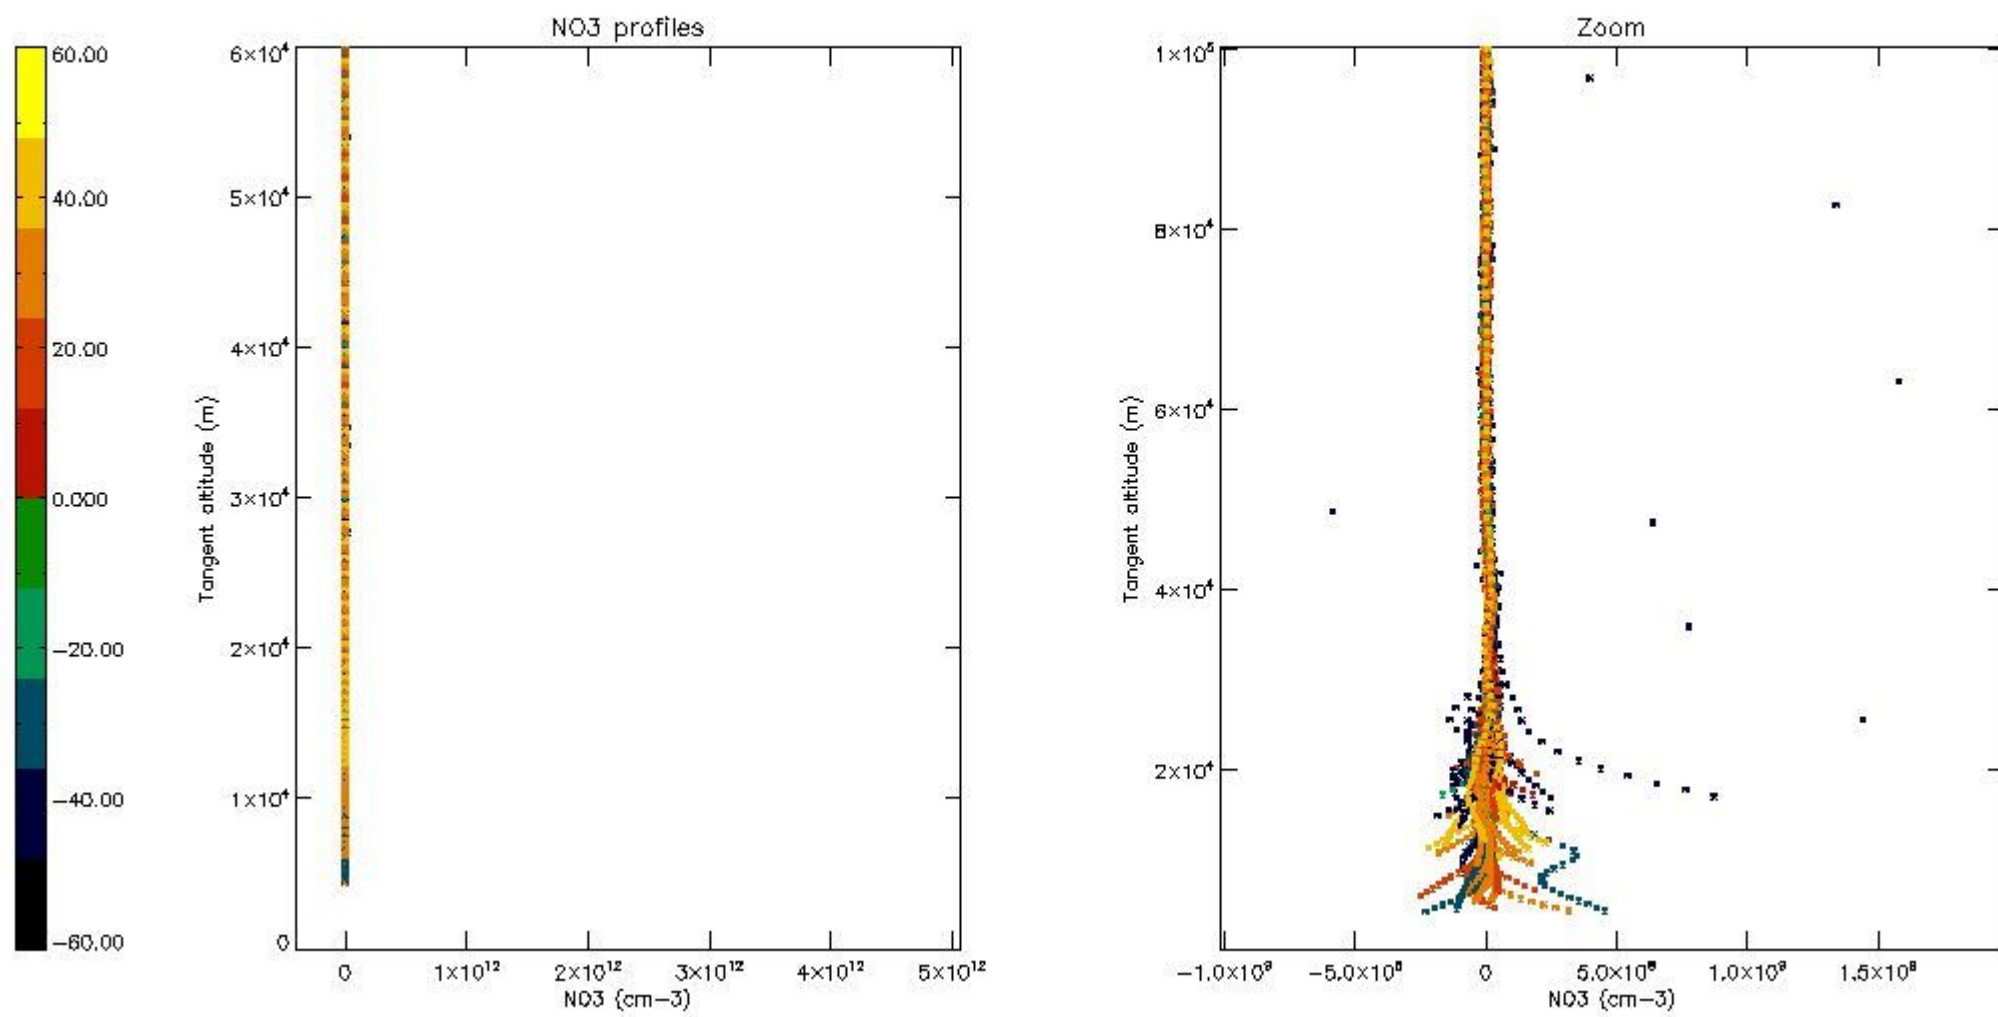 NO3 profiles
60.00
40.00
20.00
0.000
−20.00
−40.00
−60.00
6×10⁴
5×10⁴
4×10⁴
3×10⁴
2×10⁴
1×10⁴
0
Tangent altitude (m)
0 1×10¹² 2×10¹² 3×10¹² 4×10¹² 5×10¹²
NO3 (cm−3)
Zoom
1×10⁵
8×10⁴
6×10⁴
4×10⁴
2×10⁴
Tangent altitude (m)
−1.0×10⁹ −5.0×10⁸ 0 5.0×10⁸ 1.0×10⁹ 1.5×10⁹
NO3 (cm−3)